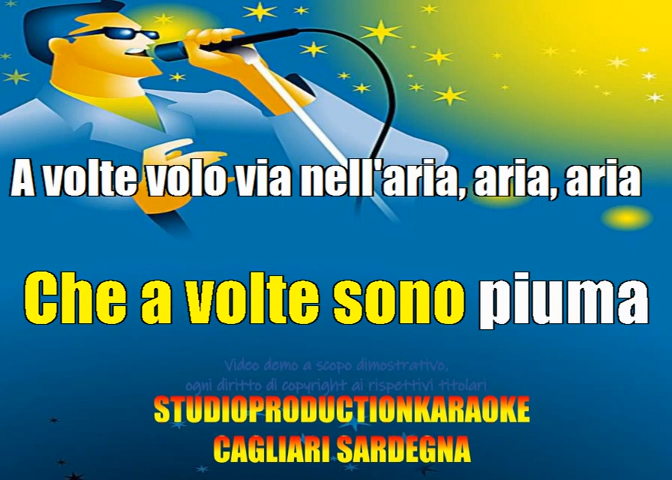 A volte volo via nell'aria, aria, aria
Che a volte sono piuma
Video demo a scopo dimostrativo,
ogni diritto di copyright ai rispettivi titolari
STUDIOPRODUCTIONKARAOKE
CAGLIARI SARDEGNA